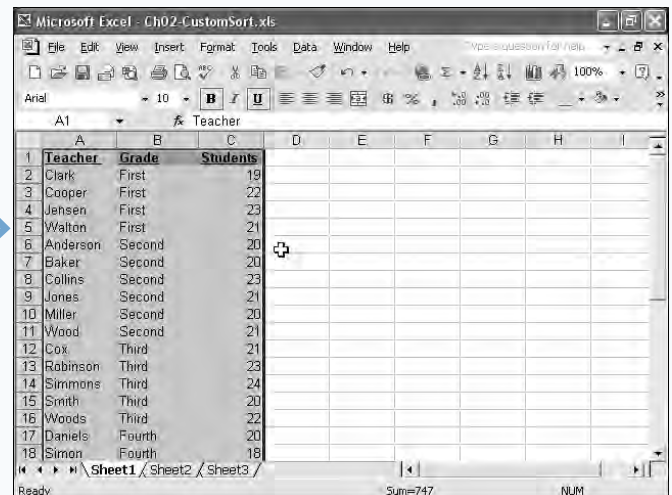 Microsoft Excel - Ch02-CustomSort.xls
File Edit View Insert Format Tools Data Window Help Type a question for help
Arial 10 B I U 100%
A1 fx Teacher
A B C D E F G H I
1 Teacher Grade Students
2 Clark First 19
3 Cooper First 22
4 Jensen First 23
5 Walton First 21
6 Anderson Second 20
7 Baker Second 20
8 Collins Second 23
9 Jones Second 21
10 Miller Second 20
11 Wood Second 21
12 Cox Third 21
13 Robinson Third 23
14 Simmons Third 24
15 Smith Third 20
16 Woods Third 22
17 Daniels Fourth 20
18 Simon Fourth 18
Sheet1 Sheet2 Sheet3
Ready Sum=747 NUM